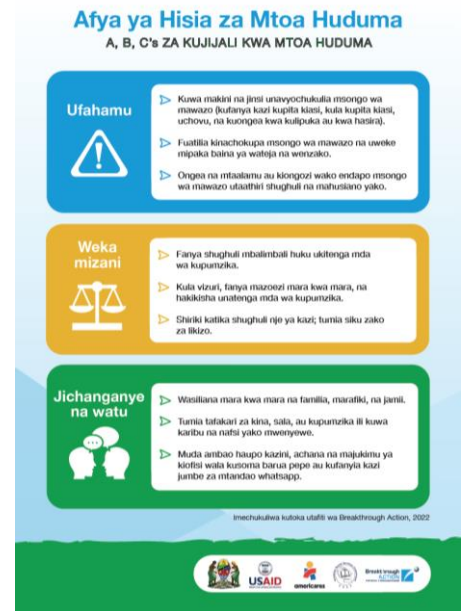 Afya ya Hisia za Mtoa Huduma
A, B, C's ZA KUJIJALI KWA MTOA HUDUMA
Ufahamu
Kuwa makini na jinsi unavyochukulia msongo wa
mawazo (kufanya kazi kupita kiasi, kula kupita kiasi,
uchovu, na kuongea kwa kulipuka au kwa hasira).
Fuatilia kinachokupa msongo wa mawazo na uweke
mipaka baina ya wateja na wenzako.
Ongea na mtaalamu au kiongozi wako endapo msongo
wa mawazo utaathiri shughuli na mahusiano yako.
Weka
mizani
Fanya shughuli mbalimbali huku ukitenga mda
wa kupumzika.
Kula vizuri, fanya mazoezi mara kwa mara, na
hakikisha unatenga mda wa kupumzika.
Shiriki katika shughuli nje ya kazi; tumia siku zako
za likizo.
Jichanganye
na watu
Wasiliana mara kwa mara na familia, marafiki, na jamii.
Tumia tafakari za kina, sala, au kupumzika ili kuwa
karibu na nafsi yako mwenyewe.
Muda ambao haupo kazini, achana na majukimu ya
kiofisi wala kusoma barua pepe au kufanyia kazi
jumbe za mtandao whatsapp.
Imechukuliwa kutoka utafiti wa Breakthrough Action, 2022
USAID
americares
Breakthrough
ACTION